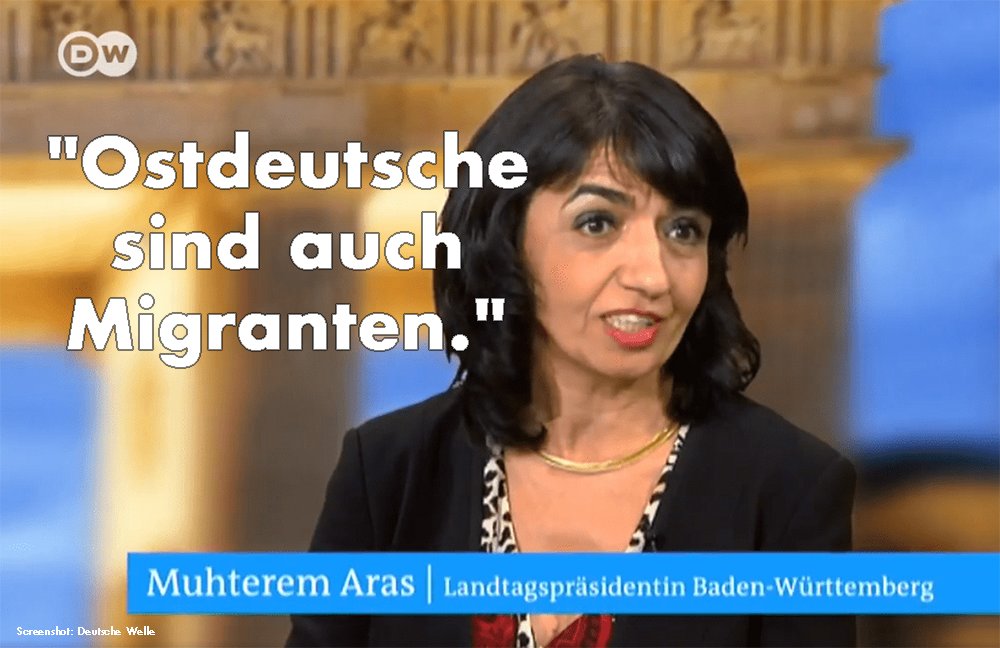 DW
"Ostdeutsche
sind auch
Migranten."
Muhterem Aras | Landtagspräsidentin Baden-Württemberg
Screenshot: Deutsche Welle